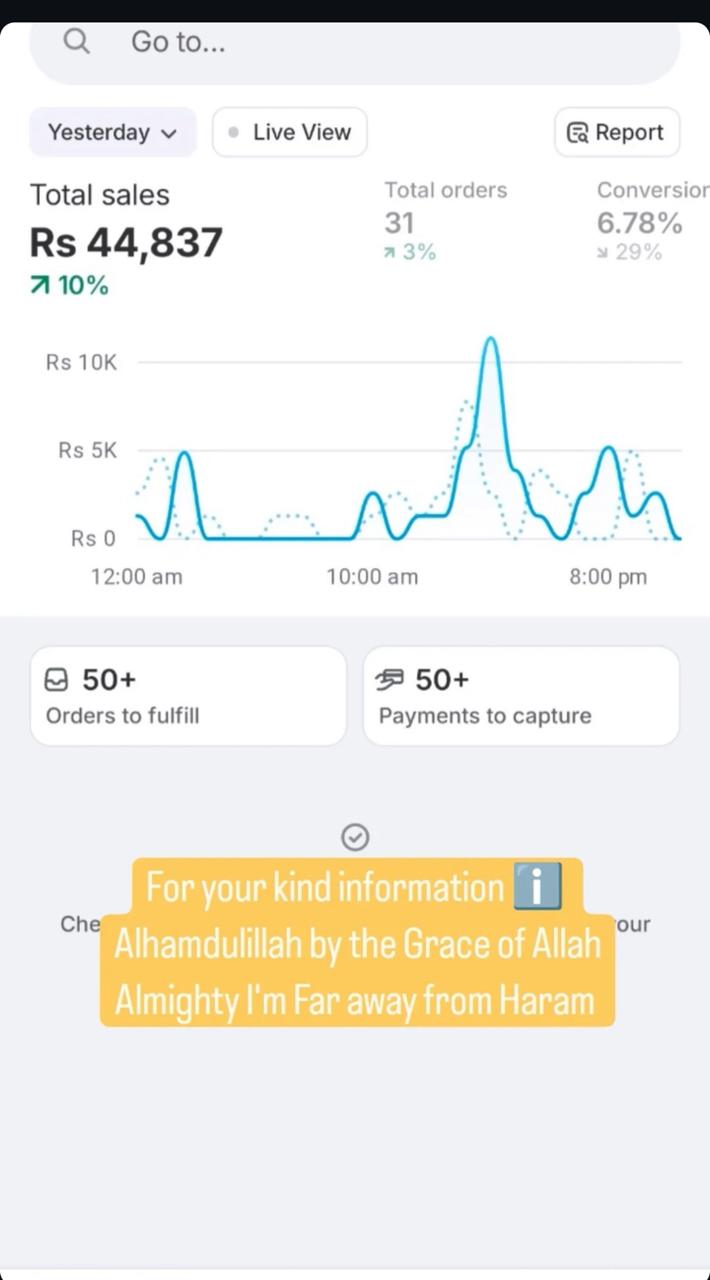 Go to...
Yesterday Live View Report
Total sales Total orders Conversion
Rs 44,837 31 6.78%
10% 3% 29%
Rs 10K
Rs 5K
Rs 0
12:00 am 10:00 am 8:00 pm
50+ 50+
Orders to fulfill Payments to capture
For your kind information ℹ️
Alhamdulillah by the Grace of Allah
Almighty I'm Far away from Haram